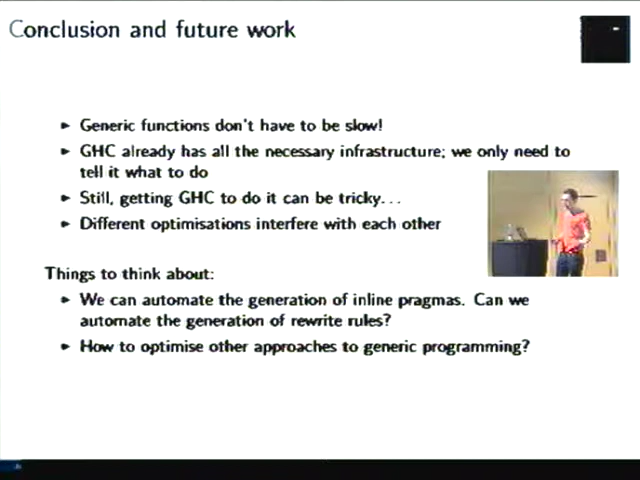 Conclusion and future work
► Generic functions don't have to be slow!
► GHC already has all the necessary infrastructure; we only need to
tell it what to do
► Still, getting GHC to do it can be tricky...
► Different optimisations interfere with each other
Things to think about:
► We can automate the generation of inline pragmas. Can we
automate the generation of rewrite rules?
► How to optimise other approaches to generic programming?